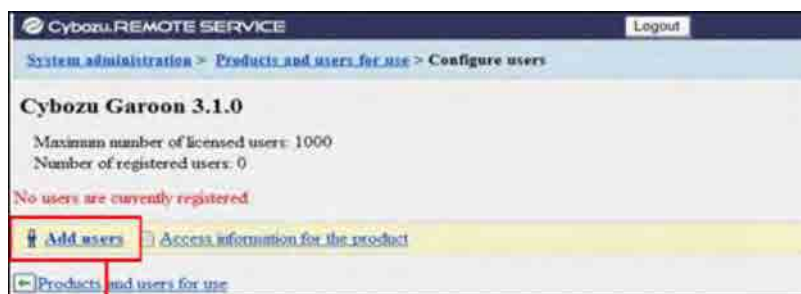 Cybozu.REMOTE SERVICE Logout
System administration > Products and users for use > Configure users
Cybozu Garoon 3.1.0
Maximum number of licensed users: 1000
Number of registered users: 0
No users are currently registered
Add users Access information for the product
Products and users for use